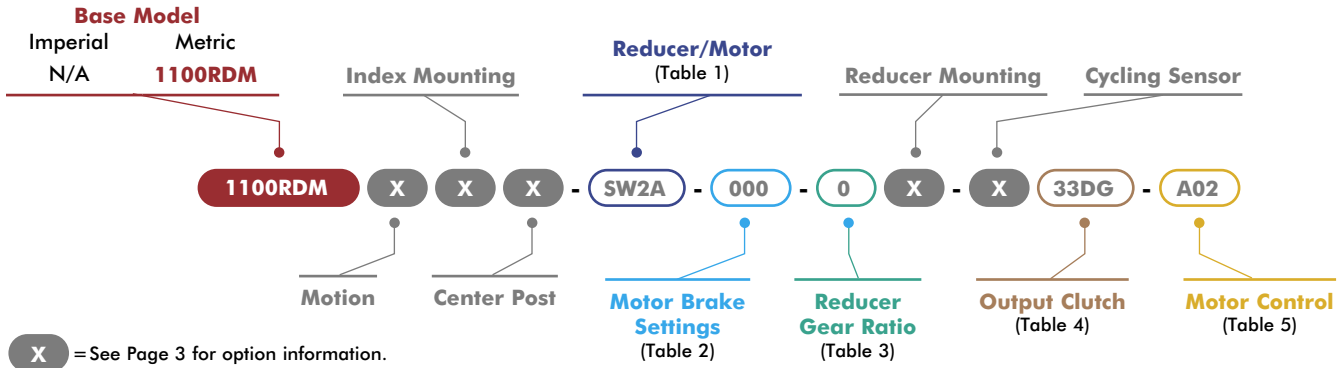 Base Model
Imperial Metric
N/A 1100RDM
Index Mounting
Reducer/Motor
(Table 1)
Reducer Mounting
Cycling Sensor
1100RDM X X X - SW2A - 000 - 0 X - X 33DG - A02
Motion
Center Post
Motor Brake
Settings
(Table 2)
Reducer
Gear Ratio
(Table 3)
Output Clutch
(Table 4)
Motor Control
(Table 5)
X = See Page 3 for option information.